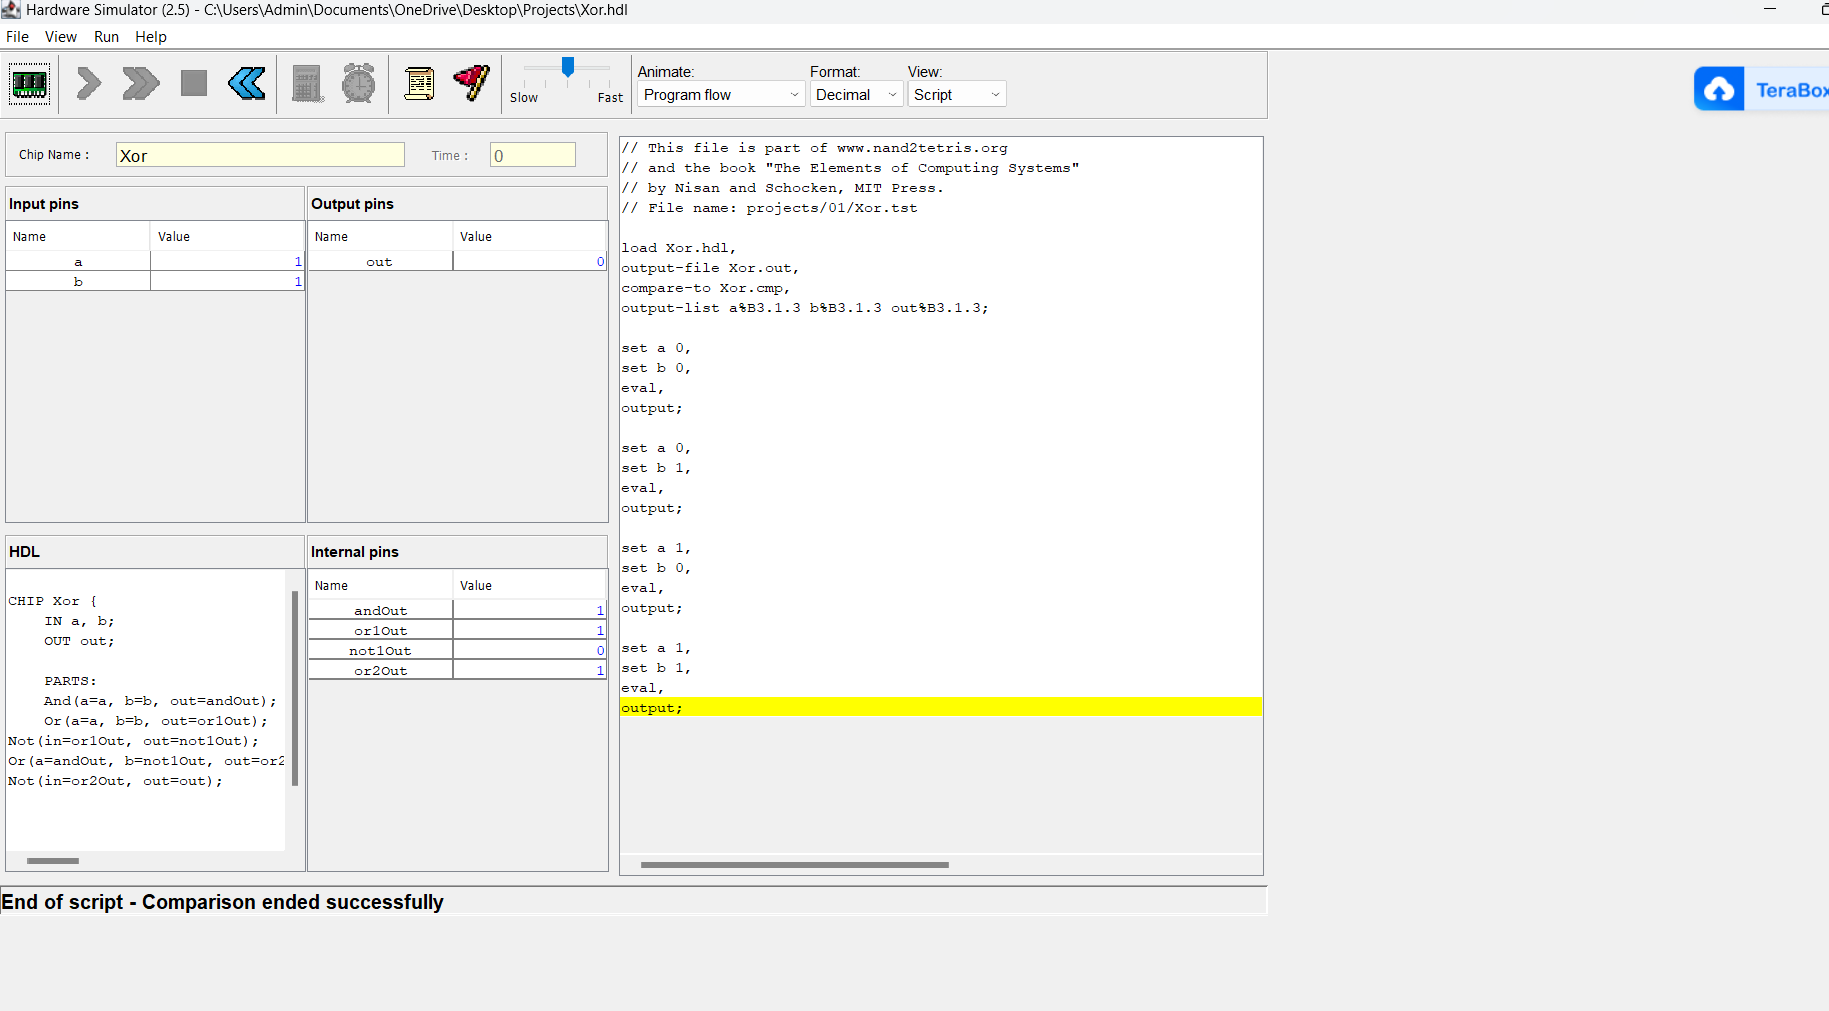 Hardware Simulator (2.5) - C:\Users\Admin\Documents\OneDrive\Desktop\Projects\Xor.hdl
File View Run Help
Slow Fast
Animate: Format: View:
Program flow Decimal Script
TeraBox
Chip Name : Xor Time : 0
Input pins
Name Value
a 1
b 1
Output pins
Name Value
out 0
HDL
CHIP Xor {
IN a, b;
OUT out;
PARTS:
And(a=a, b=b, out=andOut);
Or(a=a, b=b, out=or1Out);
Not(in=or1Out, out=not1Out);
Or(a=andOut, b=not1Out, out=or2
Not(in=or2Out, out=out);
Internal pins
Name Value
andOut 1
or1Out 1
not1Out 0
or2Out 1
// This file is part of www.nand2tetris.org
// and the book "The Elements of Computing Systems"
// by Nisan and Schocken, MIT Press.
// File name: projects/01/Xor.tst
load Xor.hdl,
output-file Xor.out,
compare-to Xor.cmp,
output-list a%B3.1.3 b%B3.1.3 out%B3.1.3;
set a 0,
set b 0,
eval,
output;
set a 0,
set b 1,
eval,
output;
set a 1,
set b 0,
eval,
output;
set a 1,
set b 1,
eval,
output;
End of script - Comparison ended successfully